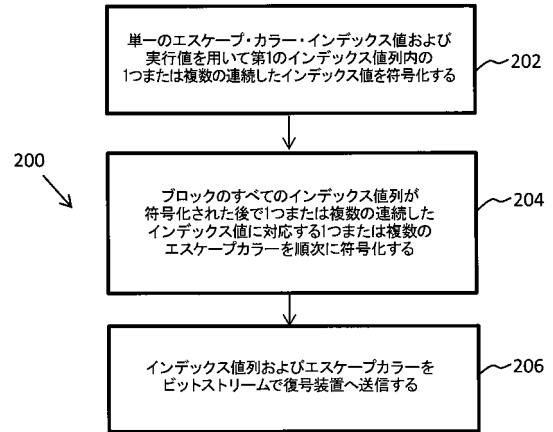 単一のエスケープ・カラー・インデックス値および
実行値を用いて第1のインデックス値列内の
1つまたは複数の連続したインデックス値を符号化する
202
200
ブロックのすべてのインデックス値列が
符号化された後で1つまたは複数の連続した
インデックス値に対応する1つまたは複数の
エスケープカラーを順次に符号化する
204
インデックス値列およびエスケープカラーを
ビットストリームで復号装置へ送信する
206